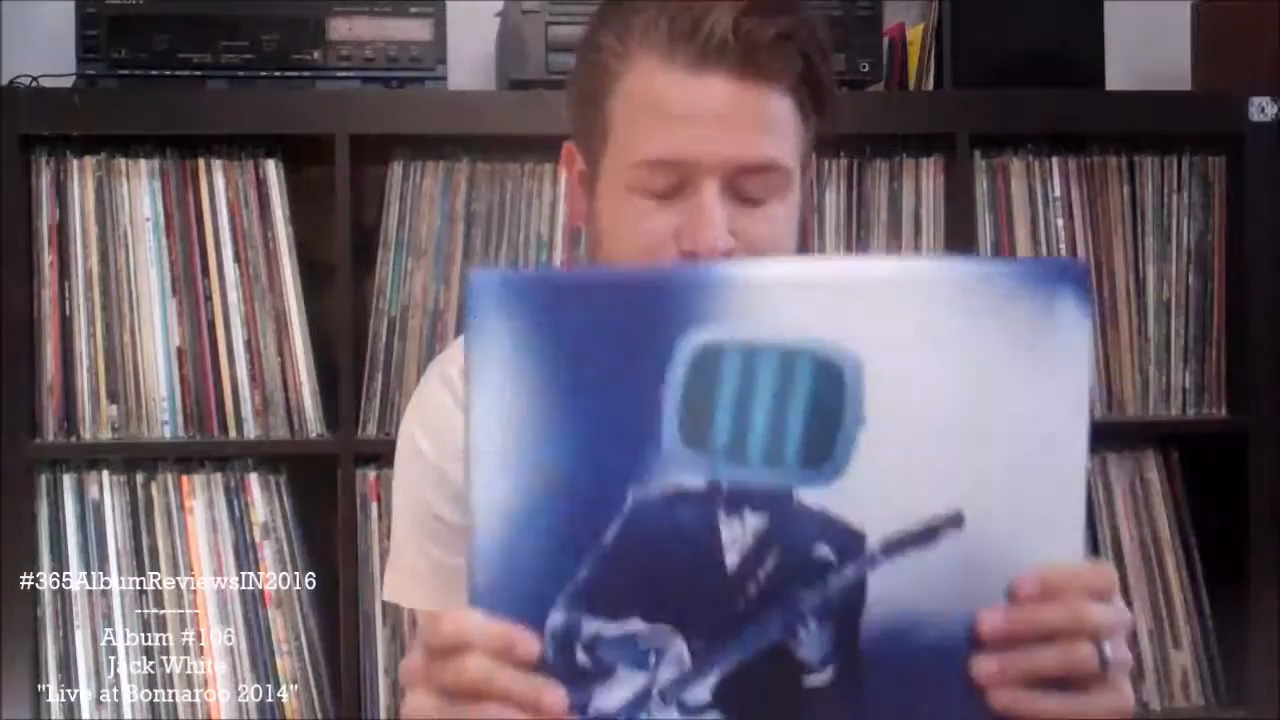 #365AlbumReviewsIN2016
--------
Album #106
Jack White
"Live at Bonnaroo 2014"